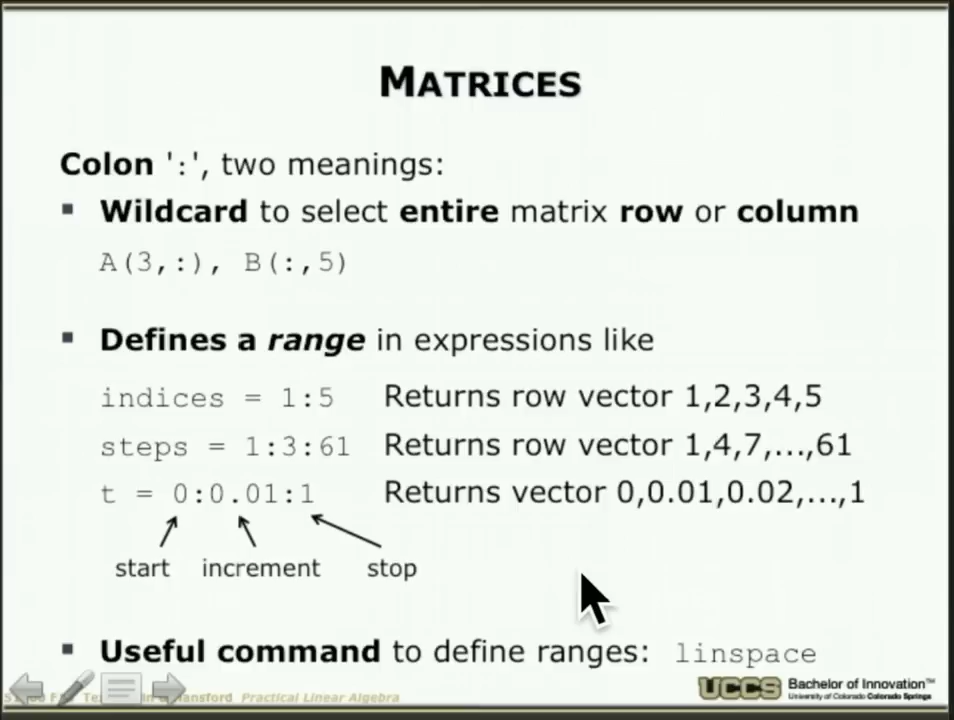 MATRICES
Colon ':', two meanings:
▪ Wildcard to select entire matrix row or column
A(3,:), B(:,5)
▪ Defines a range in expressions like
indices = 1:5 Returns row vector 1,2,3,4,5
steps = 1:3:61 Returns row vector 1,4,7,...,61
t = 0:0.01:1 Returns vector 0,0.01,0.02,...,1
start increment stop
▪ Useful command to define ranges: linspace
Practical Linear Algebra
UCCS Bachelor of Innovation™
University of Colorado Colorado Springs